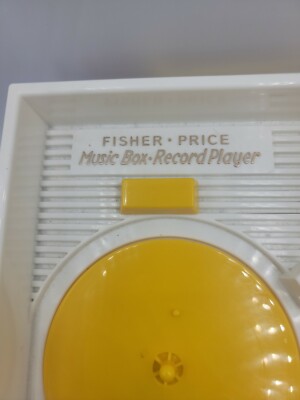 FISHER · PRICE
Music Box · Record Player